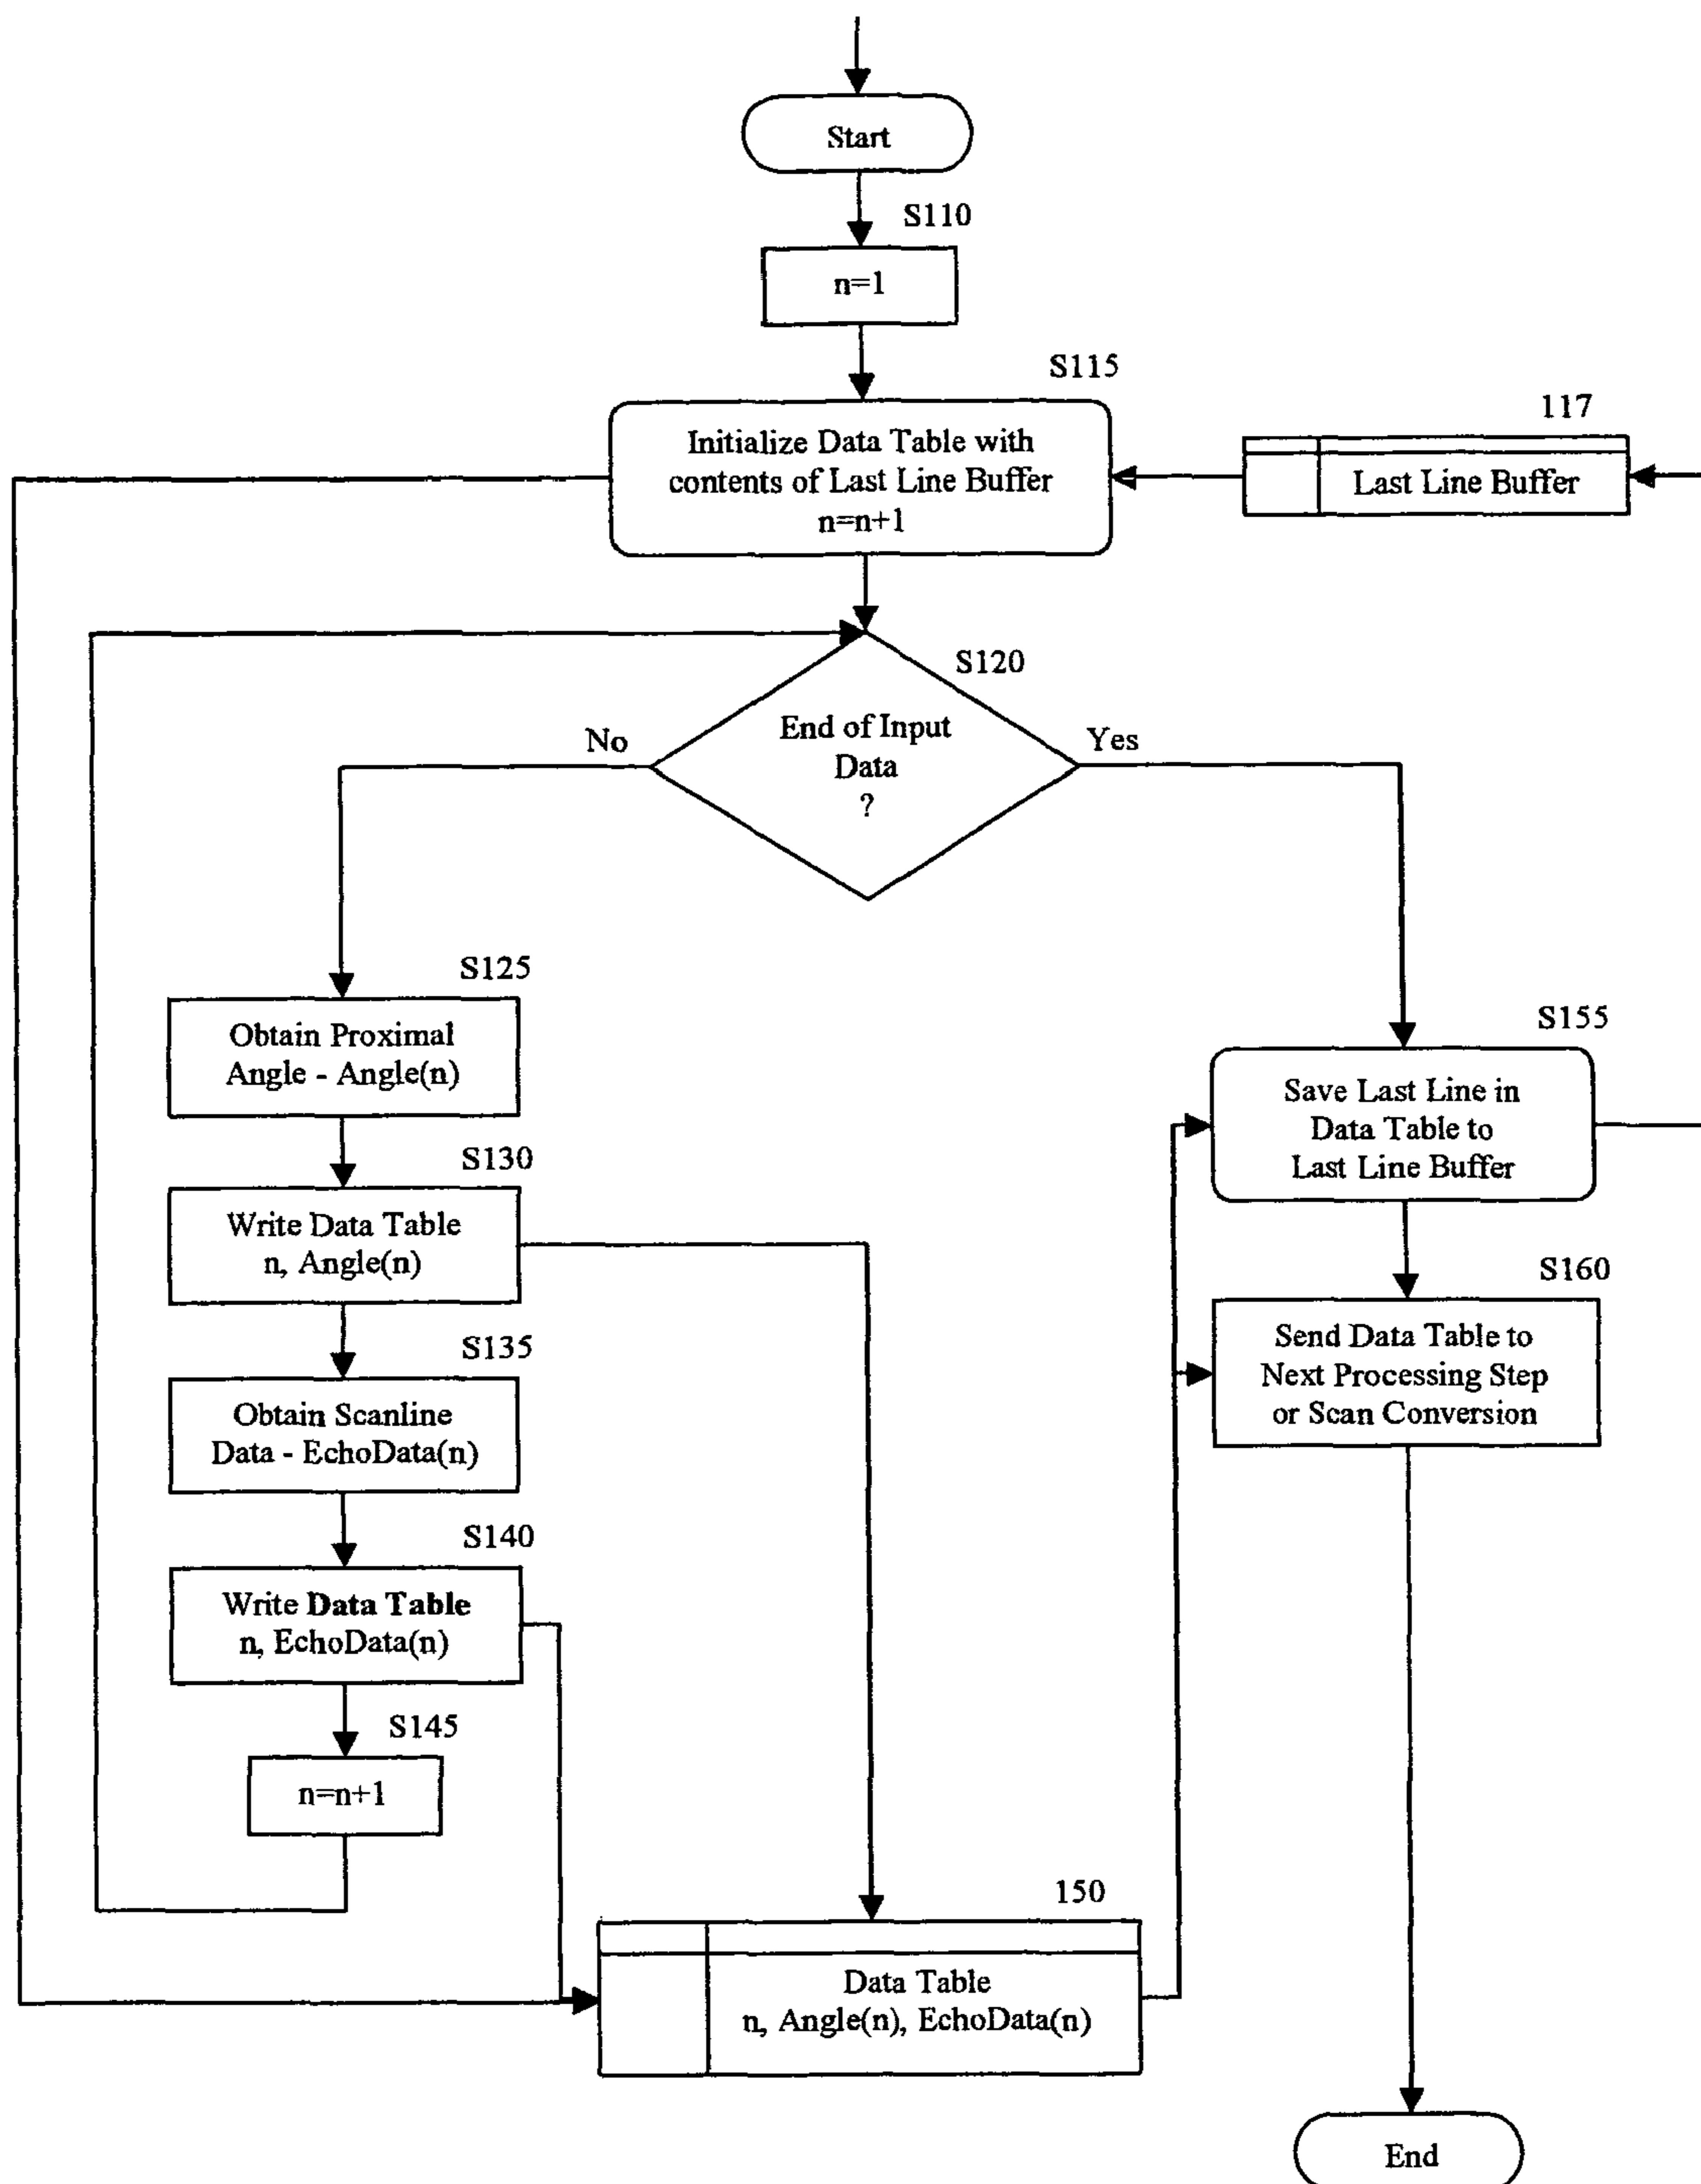 Start
S110
n=1
S115
Initialize Data Table with
contents of Last Line Buffer
n=n+1
117
Last Line Buffer
S120
End of Input
Data
?
No
Yes
S125
Obtain Proximal
Angle - Angle(n)
S130
Write Data Table
n, Angle(n)
S135
Obtain Scanline
Data - EchoData(n)
S140
Write Data Table
n, EchoData(n)
S145
n=n+1
150
Data Table
n, Angle(n), EchoData(n)
S155
Save Last Line in
Data Table to
Last Line Buffer
S160
Send Data Table to
Next Processing Step
or Scan Conversion
End